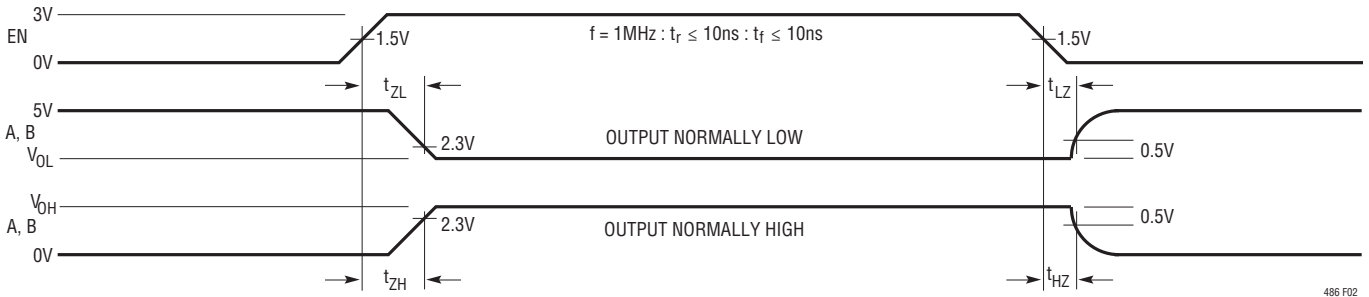 3V
EN
0V
1.5V
f = 1MHz : tr ≤ 10ns : tf ≤ 10ns
1.5V
tZL
tLZ
5V
A, B
VOL
2.3V
OUTPUT NORMALLY LOW
0.5V
VOH
A, B
0V
2.3V
OUTPUT NORMALLY HIGH
0.5V
tZH
tHZ
486 F02